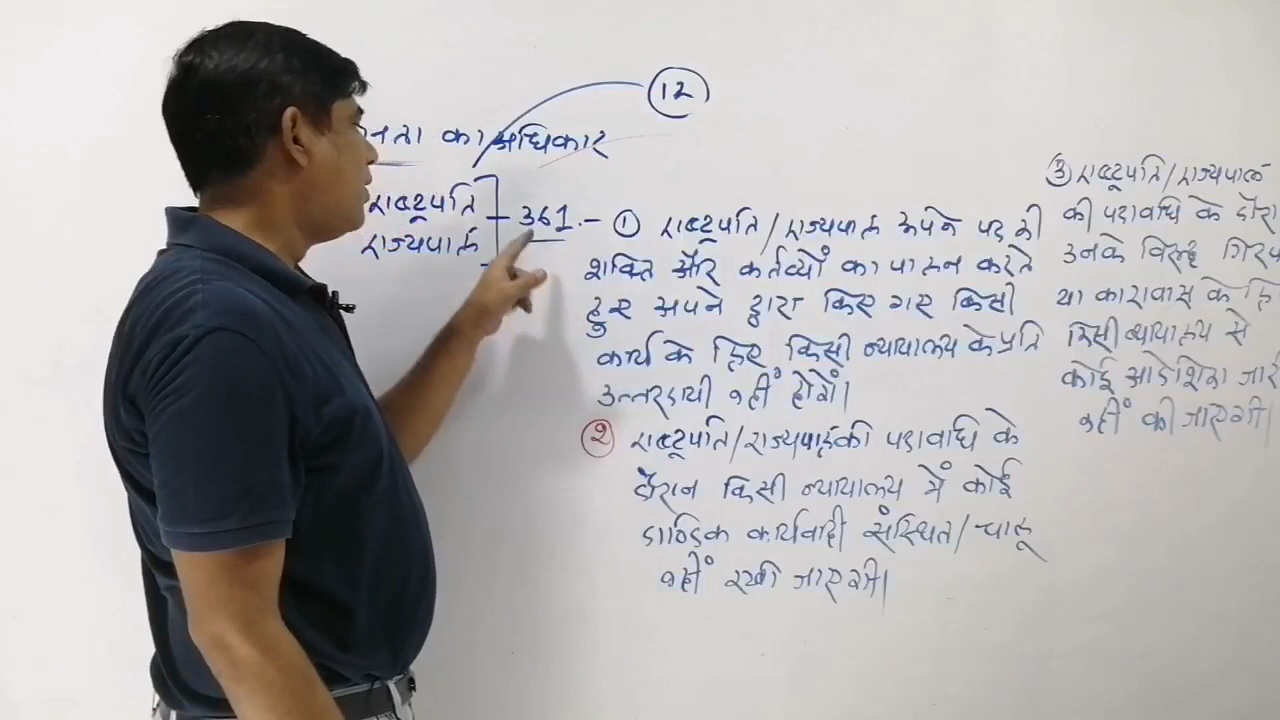 12
नता का अधिकार
राष्ट्रपति
राज्यपाल
361. – ① राष्ट्रपति/राज्यपाल अपने पद की
शक्ति और कर्तव्यों का पालन करते
हुए अपने द्वारा किए गए किसी
कार्य के लिए किसी न्यायालय के प्रति
उत्तरदायी नहीं होगें।
② राष्ट्रपति/राज्यपाल की पदावधि के
दौरान किसी न्यायालय में कोई
दाण्डिक कार्यवाही संस्थित/चालू
नहीं रखी जाएगी।
③ राष्ट्रपति/राज्यपाल
की पदावधि के दौरा
उनके विरूद्ध गिरफ
या कारावास के लि
किसी न्यायालय से
कोई आदेशिका जार
नहीं की जाएगी।